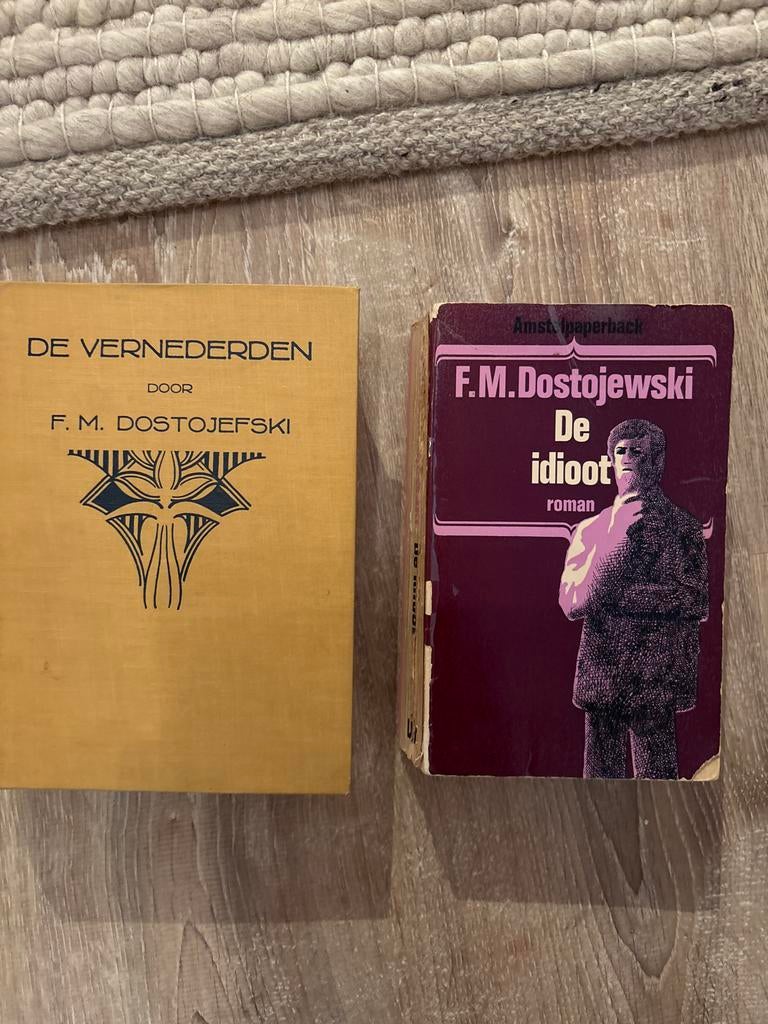 DE VERNEDERDEN
DOOR
F. M. DOSTOJEFSKI
Amstelpaperback
F.M.Dostojewski
De
idioot
roman